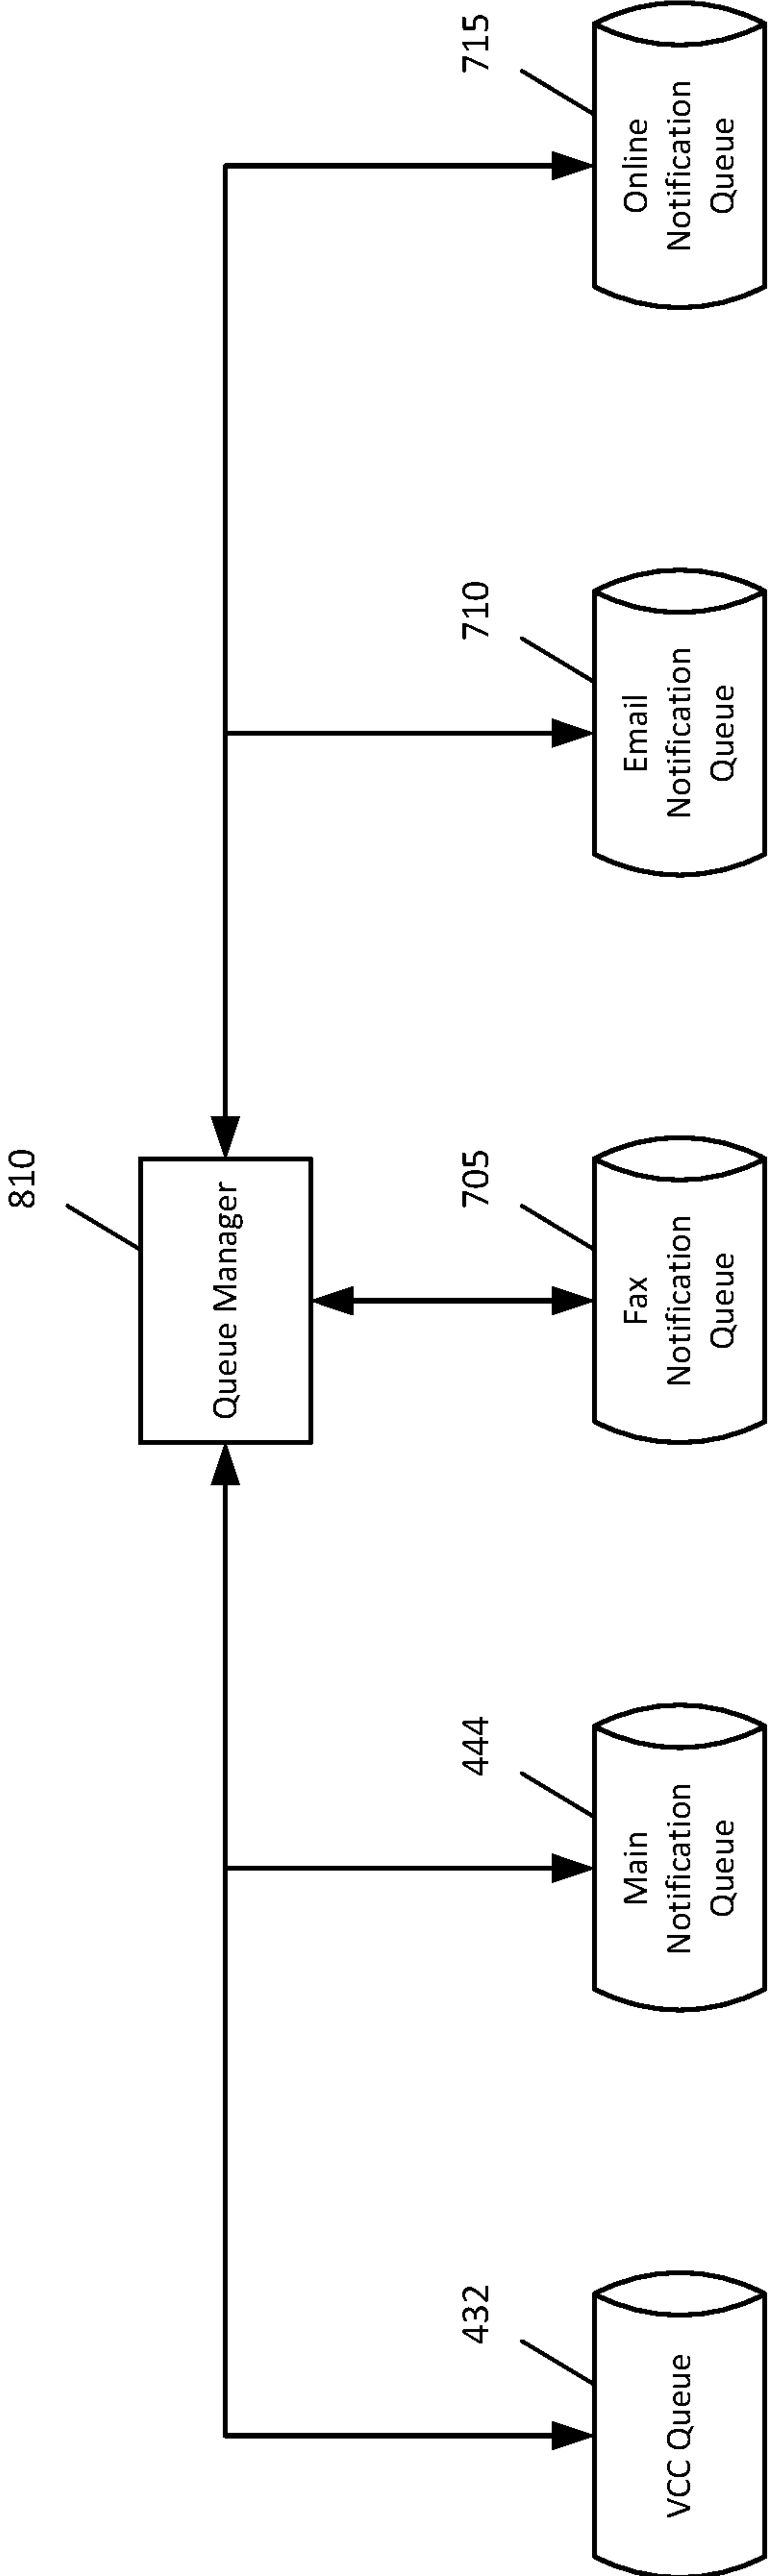 810
Queue Manager
432
VCC Queue
444
Main
Notification
Queue
705
Fax
Notification
Queue
710
Email
Notification
Queue
715
Online
Notification
Queue